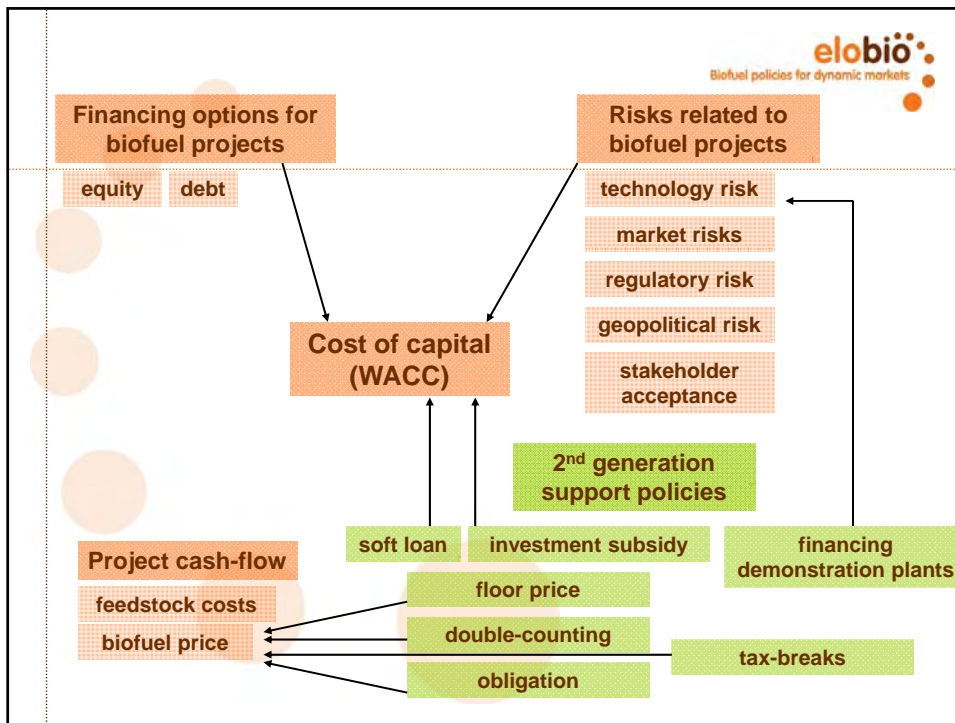 elobio
Biofuel policies for dynamic markets
Financing options for
biofuel projects
Risks related to
biofuel projects
equity
debt
technology risk
market risks
regulatory risk
geopolitical risk
stakeholder
acceptance
Cost of capital
(WACC)
2nd generation
support policies
soft loan
investment subsidy
financing
demonstration plants
Project cash-flow
feedstock costs
biofuel price
floor price
double-counting
tax-breaks
obligation